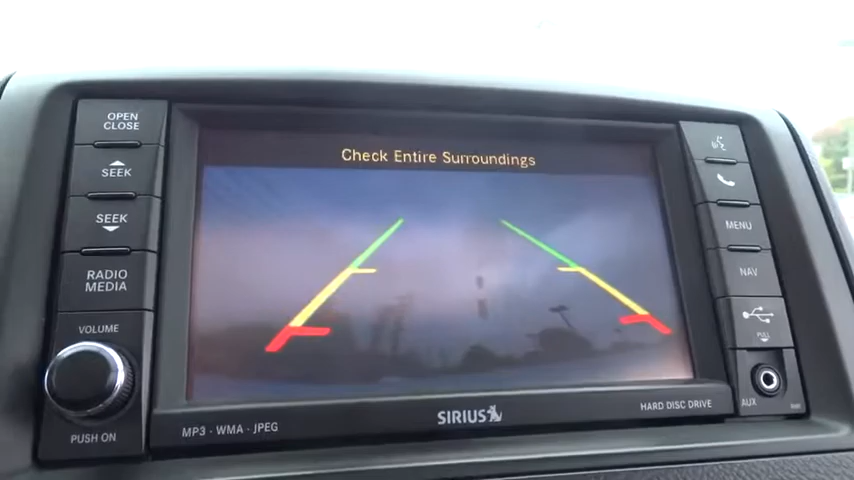 OPEN
CLOSE
SEEK
SEEK
RADIO
MEDIA
VOLUME
PUSH ON
Check Entire Surroundings
MP3 · WMA · JPEG
SIRIUS
HARD DISC DRIVE
MENU
NAV
PULL
AUX